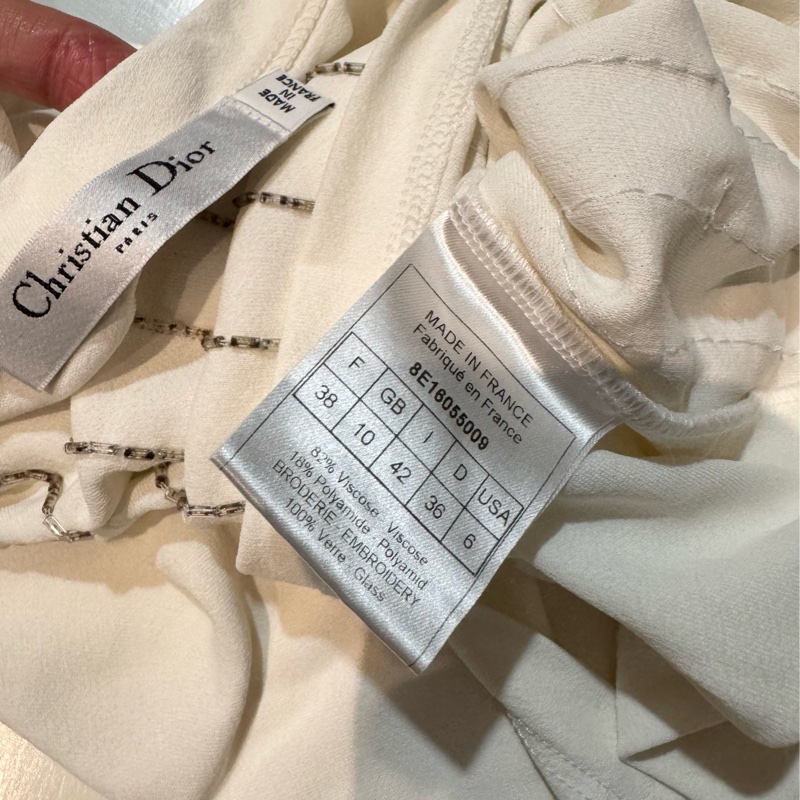 Christian Dior
PARIS
MADE
IN
FRANCE
MADE IN FRANCE
Fabriqué en France
8E16055009
F GB I D USA
38 10 42 36 6
82% Viscose Viscose
18% Polyamide Polyamid
BRODERIE / EMBROIDERY
100% Verre Glass